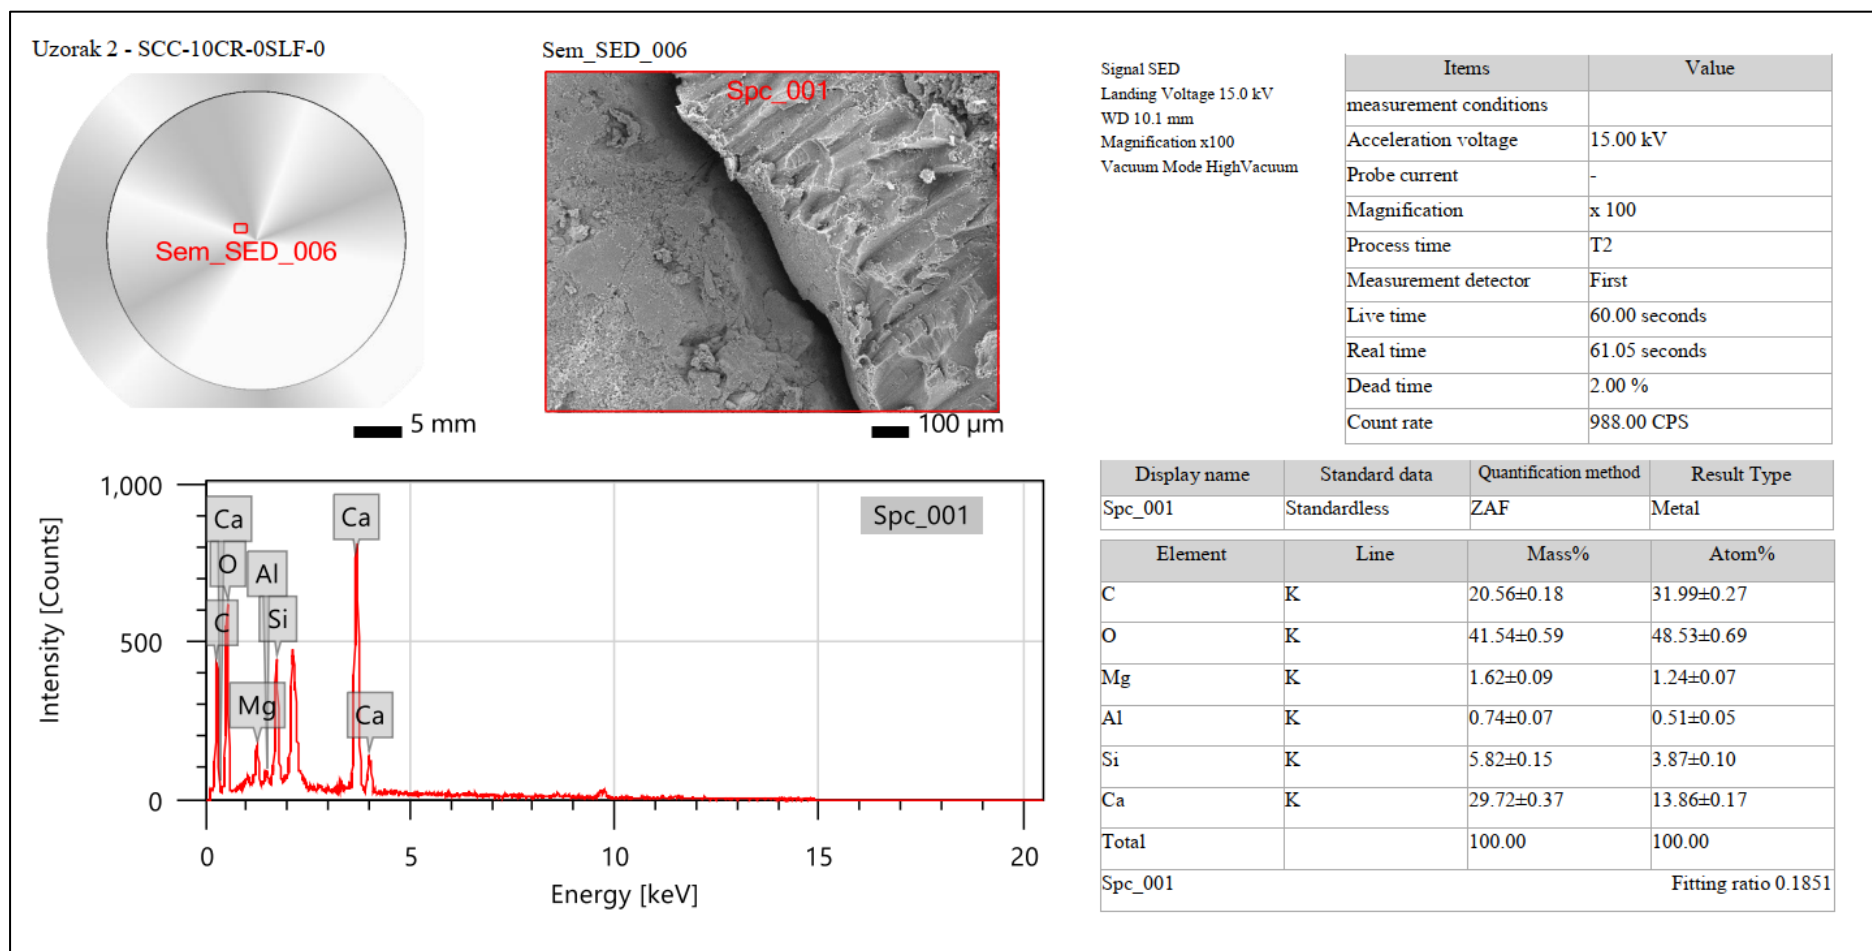 Uzorak 2 - SCC-10CR-0SLF-0
Sem_SED_006
5 mm
Sem_SED_006
Spc_001
100 µm
Signal SED
Landing Voltage 15.0 kV
WD 10.1 mm
Magnification x100
Vacuum Mode HighVacuum
Items Value
measurement conditions
Acceleration voltage 15.00 kV
Probe current -
Magnification x 100
Process time T2
Measurement detector First
Live time 60.00 seconds
Real time 61.05 seconds
Dead time 2.00 %
Count rate 988.00 CPS
Intensity [Counts]
1,000
500
0
Ca
O
C
Al
Si
Mg
Ca
Ca
Spc_001
0 5 10 15 20
Energy [keV]
Display name Standard data Quantification method Result Type
Spc_001 Standardless ZAF Metal
Element Line Mass% Atom%
C K 20.56±0.18 31.99±0.27
O K 41.54±0.59 48.53±0.69
Mg K 1.62±0.09 1.24±0.07
Al K 0.74±0.07 0.51±0.05
Si K 5.82±0.15 3.87±0.10
Ca K 29.72±0.37 13.86±0.17
Total 100.00 100.00
Spc_001 Fitting ratio 0.1851